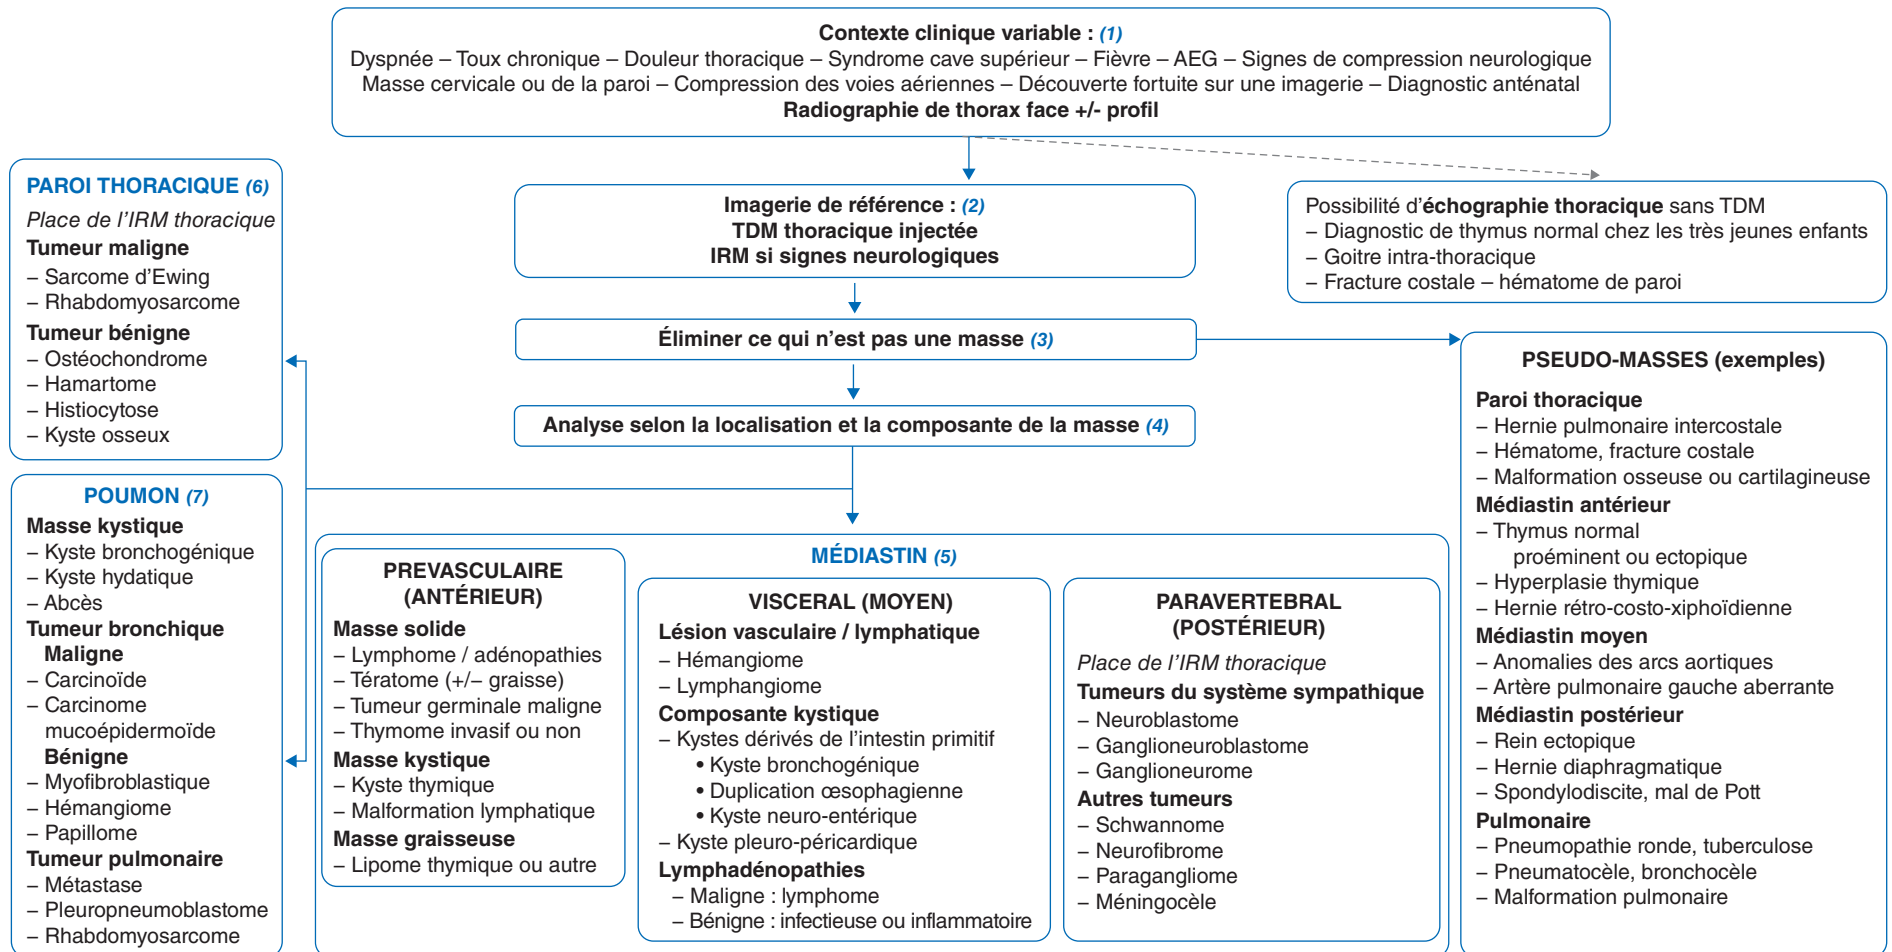 Contexte clinique variable : (1)
Dyspnée – Toux chronique – Douleur thoracique – Syndrome cave supérieur – Fièvre – AEG – Signes de compression neurologique
Masse cervicale ou de la paroi – Compression des voies aériennes – Découverte fortuite sur une imagerie – Diagnostic anténatal
Radiographie de thorax face +/- profil
Imagerie de référence : (2)
TDM thoracique injectée
IRM si signes neurologiques
Possibilité d'échographie thoracique sans TDM
– Diagnostic de thymus normal chez les très jeunes enfants
– Goitre intra-thoracique
– Fracture costale – hématome de paroi
Éliminer ce qui n'est pas une masse (3)
Analyse selon la localisation et la composante de la masse (4)
PAROI THORACIQUE (6)
Place de l'IRM thoracique
Tumeur maligne
– Sarcome d'Ewing
– Rhabdomyosarcome
Tumeur bénigne
– Ostéochondrome
– Hamartome
– Histiocytose
– Kyste osseux
POUMON (7)
Masse kystique
– Kyste bronchogénique
– Kyste hydatique
– Abcès
Tumeur bronchique
Maligne
– Carcinoïde
– Carcinome
mucoépidermoïde
Bénigne
– Myofibroblastique
– Hémangiome
– Papillome
Tumeur pulmonaire
– Métastase
– Pleuropneumoblastome
– Rhabdomyosarcome
MÉDIASTIN (5)
PREVASCULAIRE
(ANTÉRIEUR)
Masse solide
– Lymphome / adénopathies
– Tératome (+/– graisse)
– Tumeur germinale maligne
– Thymome invasif ou non
Masse kystique
– Kyste thymique
– Malformation lymphatique
Masse graisseuse
– Lipome thymique ou autre
VISCERAL (MOYEN)
Lésion vasculaire / lymphatique
– Hémangiome
– Lymphangiome
Composante kystique
– Kystes dérivés de l'intestin primitif
• Kyste bronchogénique
• Duplication œsophagienne
• Kyste neuro-entérique
– Kyste pleuro-péricardique
Lymphadénopathies
– Maligne : lymphome
– Bénigne : infectieuse ou inflammatoire
PARAVERTEBRAL
(POSTÉRIEUR)
Place de l'IRM thoracique
Tumeurs du système sympathique
– Neuroblastome
– Ganglioneuroblastome
– Ganglioneurome
Autres tumeurs
– Schwannome
– Neurofibrome
– Paragangliome
– Méningocèle
PSEUDO-MASSES (exemples)
Paroi thoracique
– Hernie pulmonaire intercostale
– Hématome, fracture costale
– Malformation osseuse ou cartilagineuse
Médiastin antérieur
– Thymus normal
proéminent ou ectopique
– Hyperplasie thymique
– Hernie rétro-costo-xiphoïdienne
Médiastin moyen
– Anomalies des arcs aortiques
– Artère pulmonaire gauche aberrante
Médiastin postérieur
– Rein ectopique
– Hernie diaphragmatique
– Spondylodiscite, mal de Pott
Pulmonaire
– Pneumopathie ronde, tuberculose
– Pneumatocèle, bronchocèle
– Malformation pulmonaire